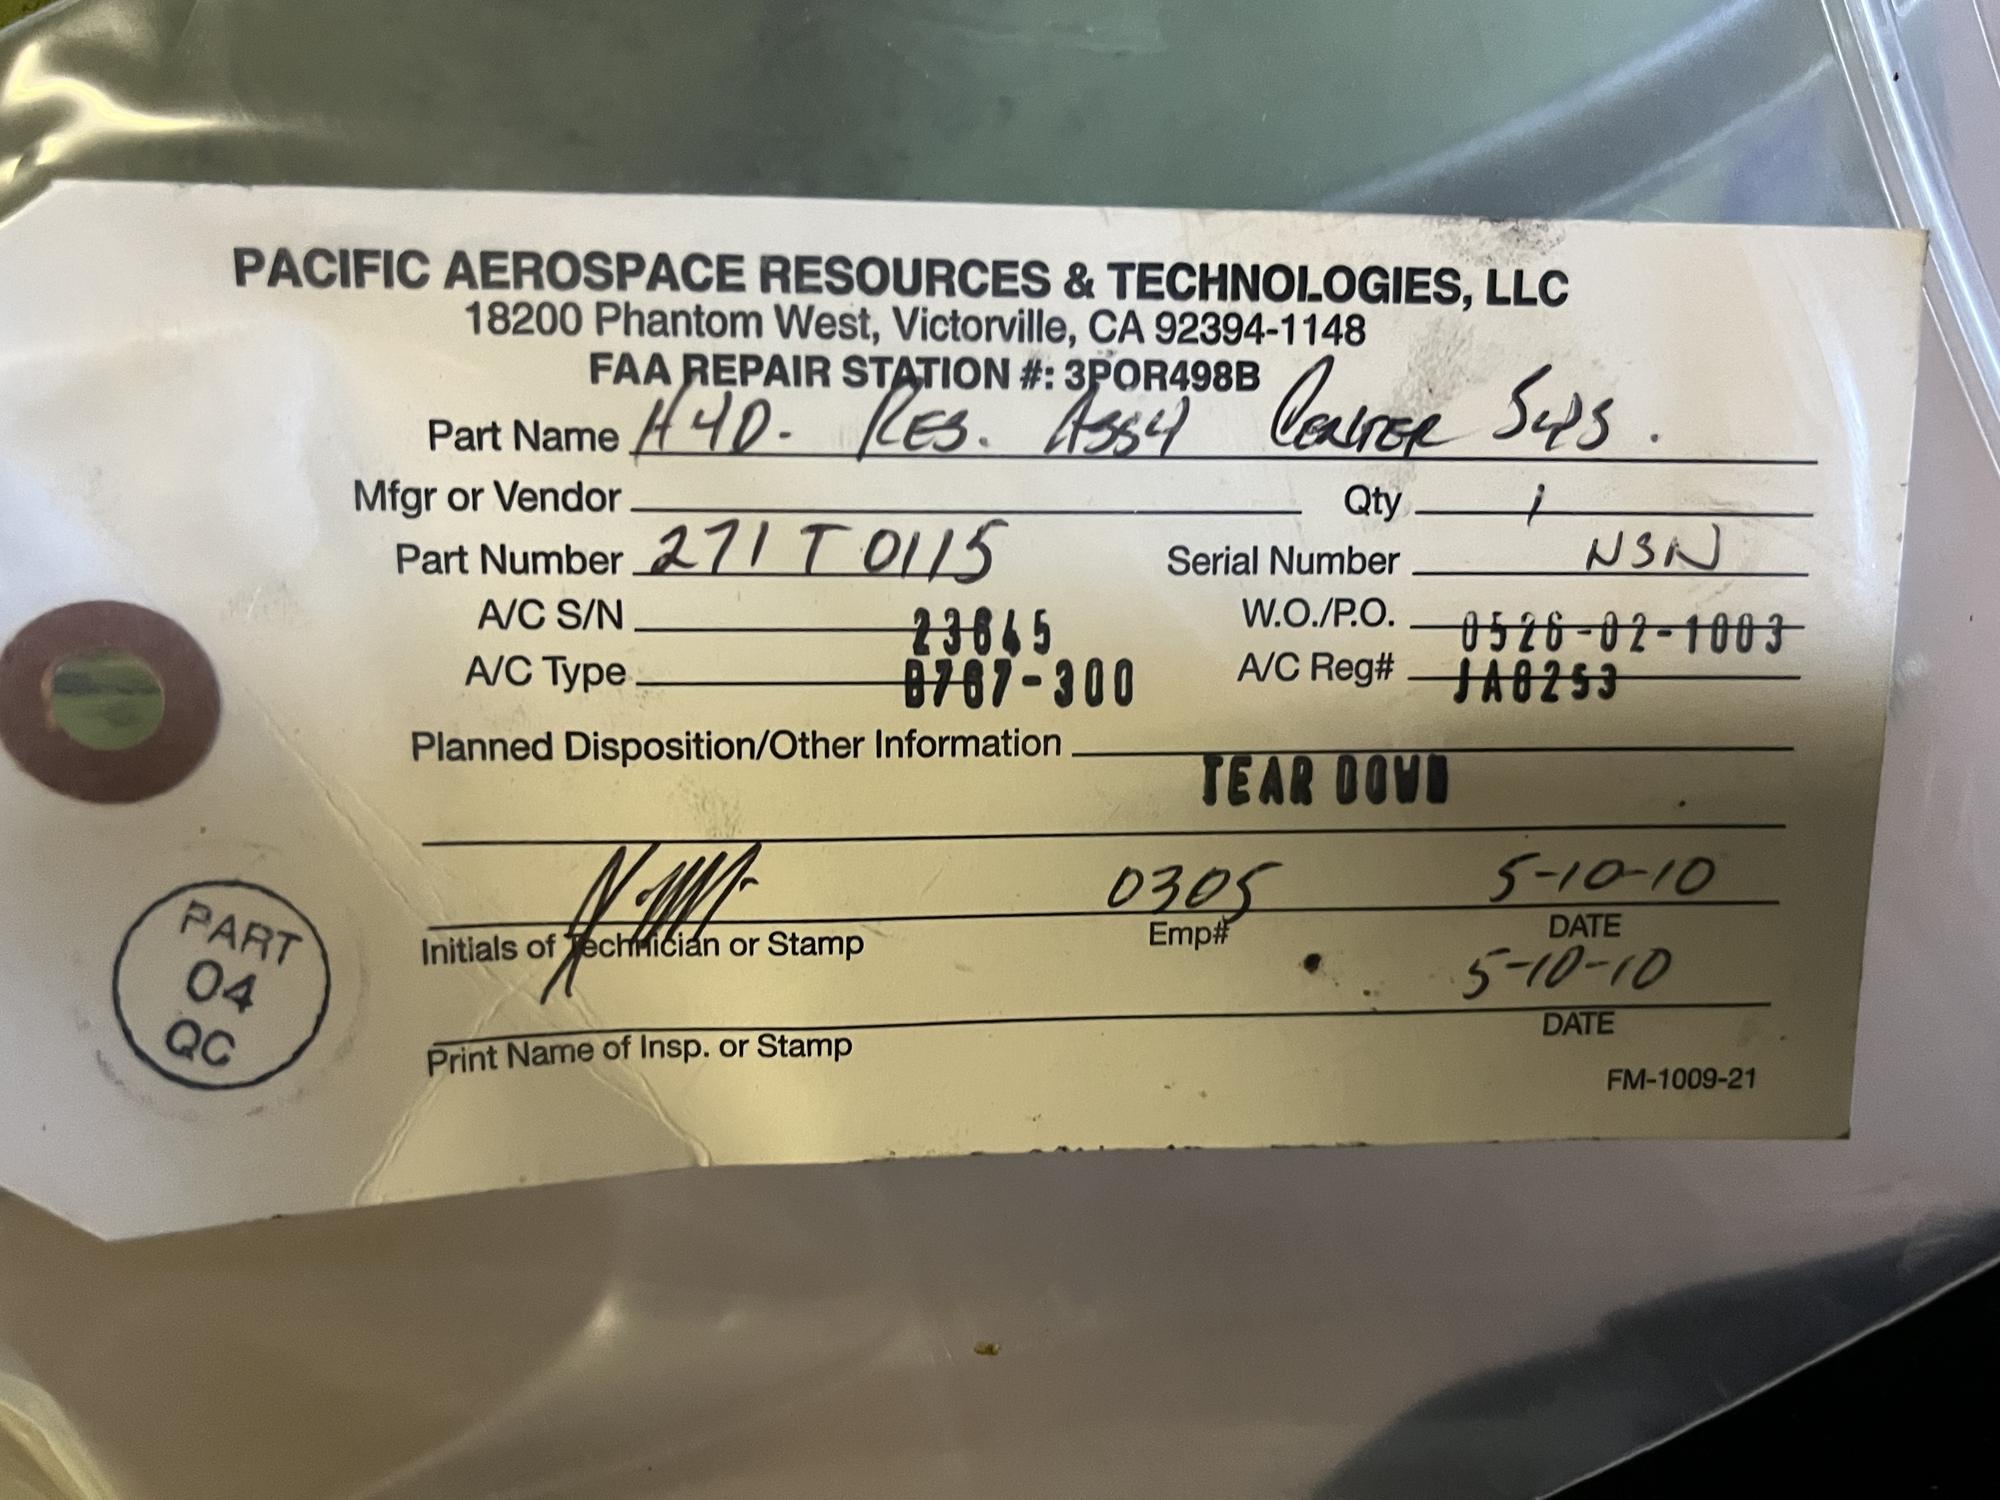 PACIFIC AEROSPACE RESOURCES & TECHNOLOGIES, LLC
18200 Phantom West, Victorville, CA 92394-1148
FAA REPAIR STATION #: 3POR498B
Part Name HYD. RES. ASSY CENTER SYS.
Mfgr or Vendor Qty 1
Part Number 271T0115 Serial Number NSN
A/C S/N 23645 W.O./P.O. 0526-02-1003
A/C Type B767-300 A/C Reg# JA8253
Planned Disposition/Other Information
TEAR DOWN
0305 5-10-10
Initials of Technician or Stamp Emp# DATE
5-10-10
Print Name of Insp. or Stamp DATE
FM-1009-21
PART
04
QC